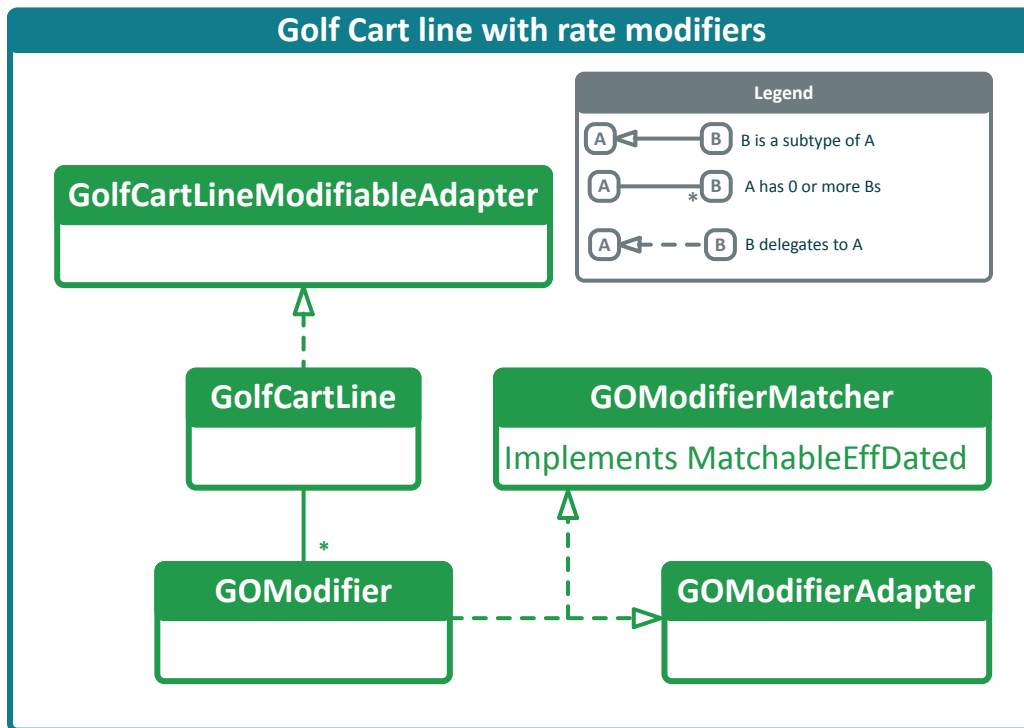 Golf Cart line with rate modifiers
Legend
A B B is a subtype of A
A * B A has 0 or more Bs
A B B delegates to A
GolfCartLineModifiableAdapter
GolfCartLine
GOModifierMatcher
Implements MatchableEffDated
*
GOModifier
GOModifierAdapter